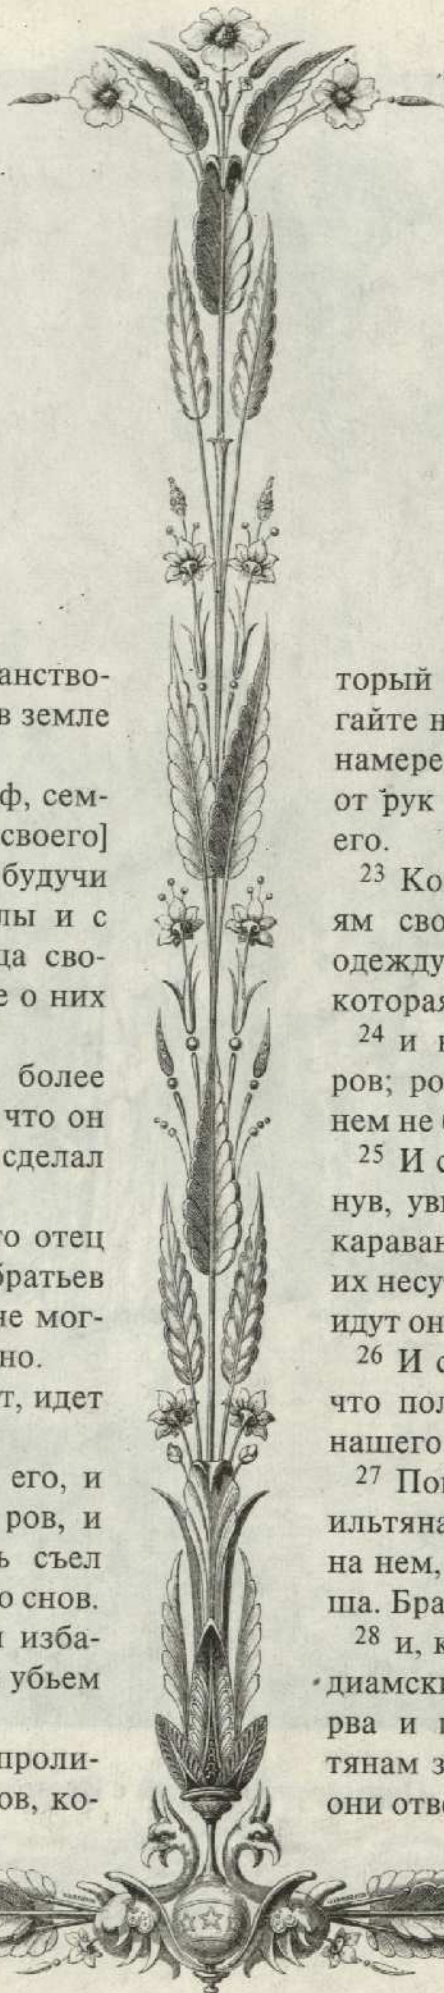 анство-
в земле
ф, сем-
своего]
будучи
лы и с
ца сво-
е о них
более
что он
сделал
о отец
братьев
не мог-
но.
т, идет
его, и
ров, и
ь съел
о снов.
и изба-
убьем
проли-
ов, ко-
торый
гайте н
намере
от рук
его.
23 Ко
ям сво
одежду
которая
24 и в
ров; ро
нем не
25 И с
нув, уви
караван
их несу
идут он
26 И с
что пол
нашего
27 По
ильтяна
на нем,
ша. Бра
28 и, к
диамски
рва и п
тянам з
они отве